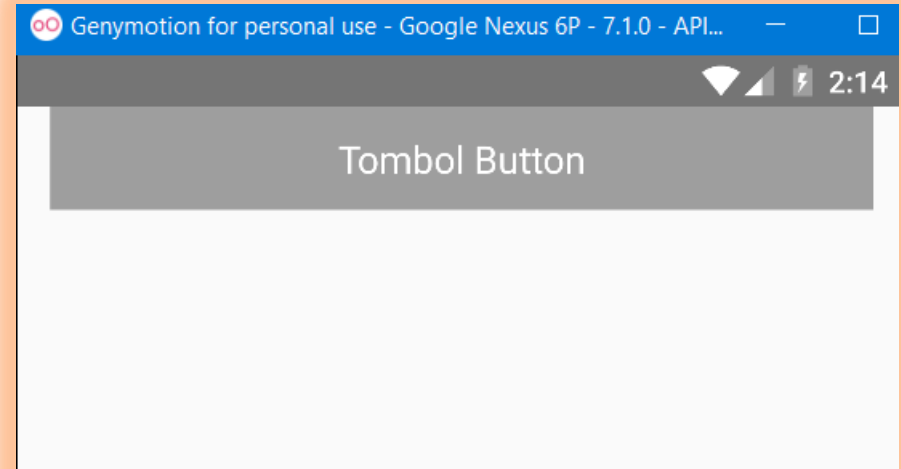 Genymotion for personal use - Google Nexus 6P - 7.1.0 - API...
2:14
Tombol Button